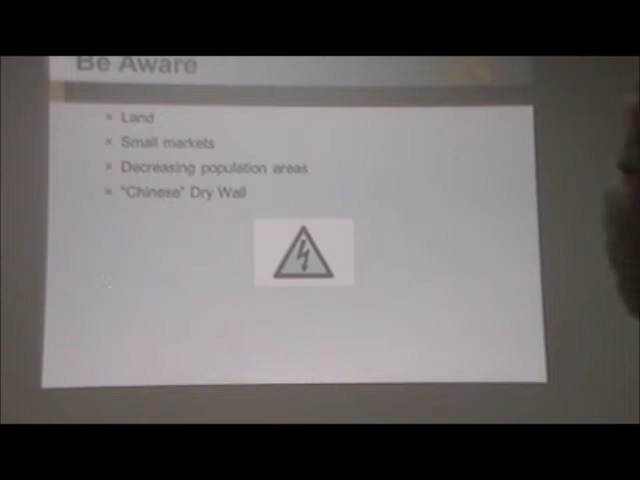 Be Aware
Land
Small markets
Decreasing population areas
"Chinese" Dry Wall